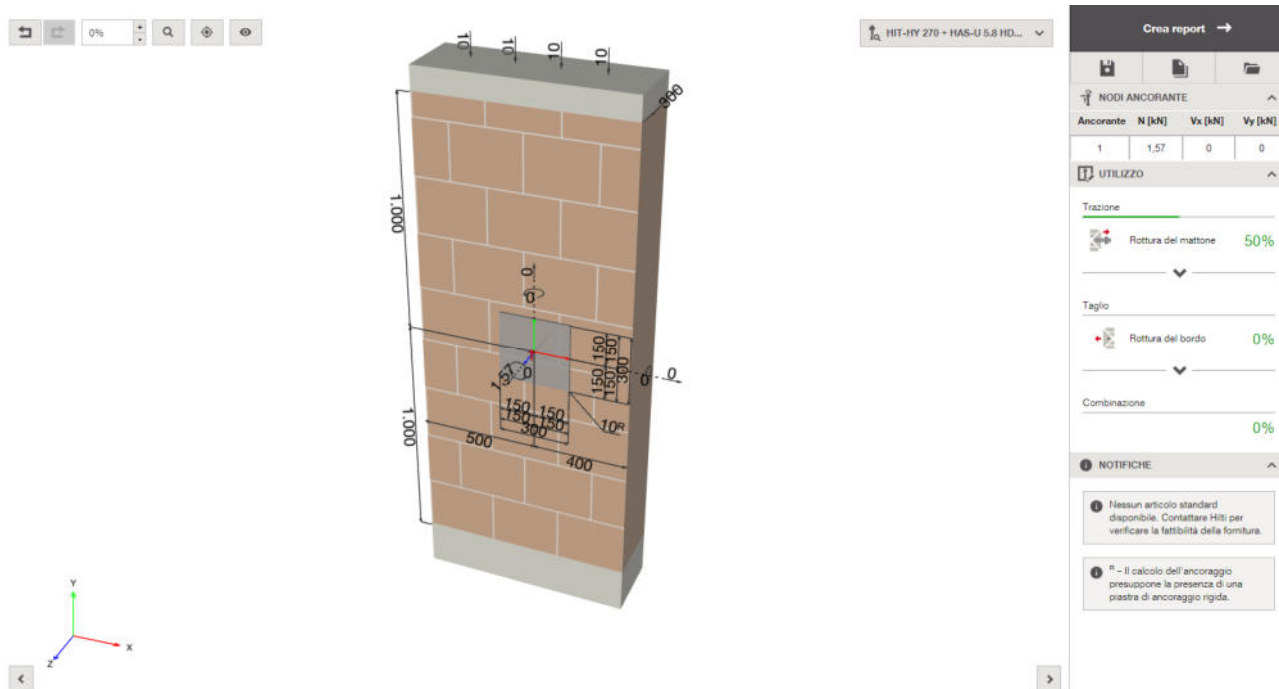 0%
HIT-HY 270 + HAS-U 5.8 HD...
Crea report
NODI ANCORANTE
Ancorante N [kN] Vx [kN] Vy [kN]
1 1,57 0 0
UTILIZZO
Trazione
Rottura del mattone 50%
Taglio
Rottura del bordo 0%
Combinazione
0%
NOTIFICHE
Nessun articolo standard
disponibile. Contattare Hilti per
verificare la fattibilità della fornitura.
R – Il calcolo dell'ancoraggio
presuppone la presenza di una
piastra di ancoraggio rigida.
10 10 10 10
300
1.000
0
0
150 150
150 150
300
0 0
1,57
0
150 150
150 150
300
10R
1.000
500
400
Y
X
Z